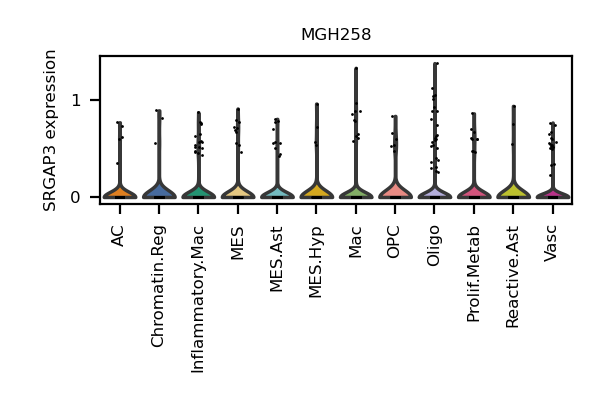 MGH258
SRGAP3 expression
1
0
AC
Chromatin.Reg
Inflammatory.Mac
MES
MES.Ast
MES.Hyp
Mac
OPC
Oligo
Prolif.Metab
Reactive.Ast
Vasc